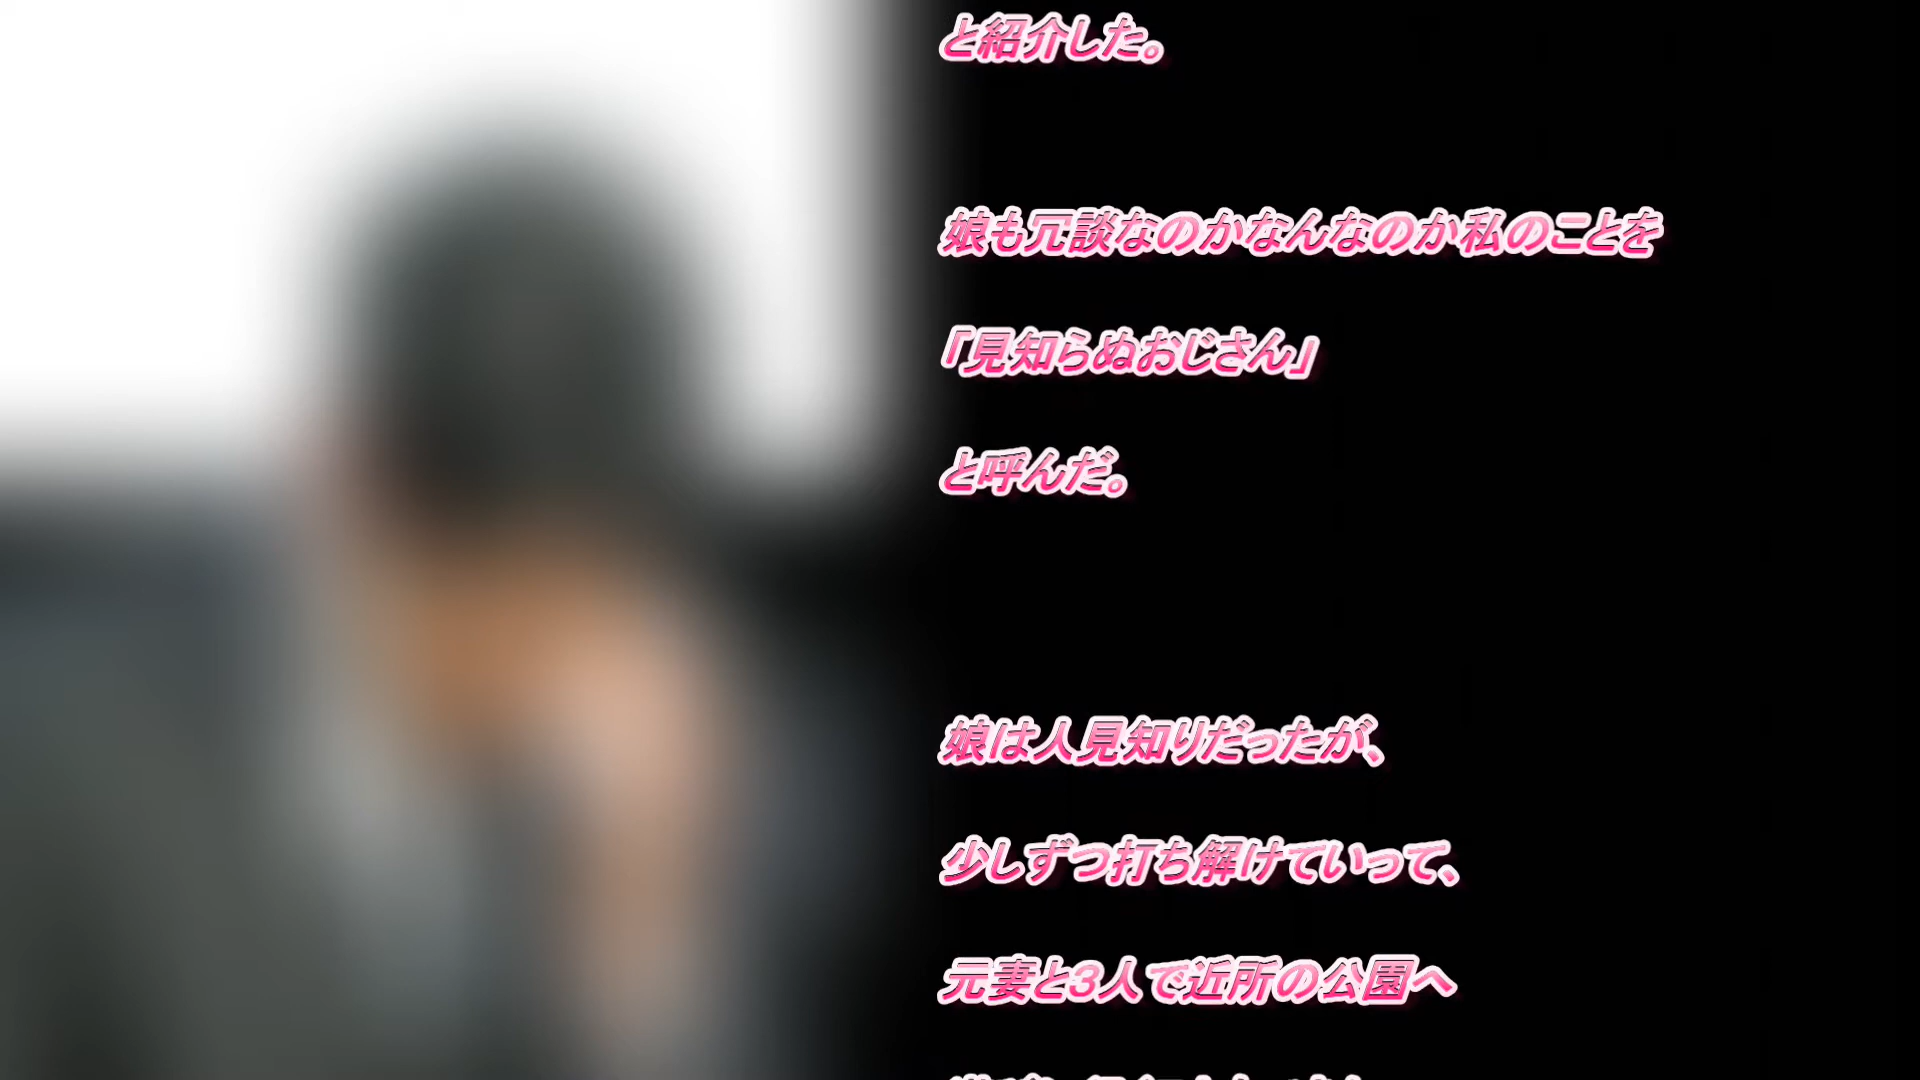 と紹介した。
娘も冗談なのかなんなのか私のことを
「見知らぬおじさん」
と呼んだ。
娘は人見知りだったが、
少しずつ打ち解けていって、
元妻と3人で近所の公園へ